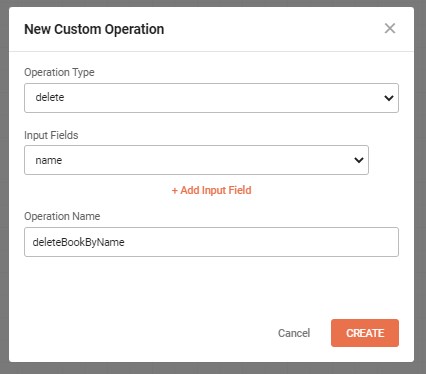 New Custom Operation
Operation Type
delete
Input Fields
name
+ Add Input Field
Operation Name
deleteBookByName
Cancel CREATE